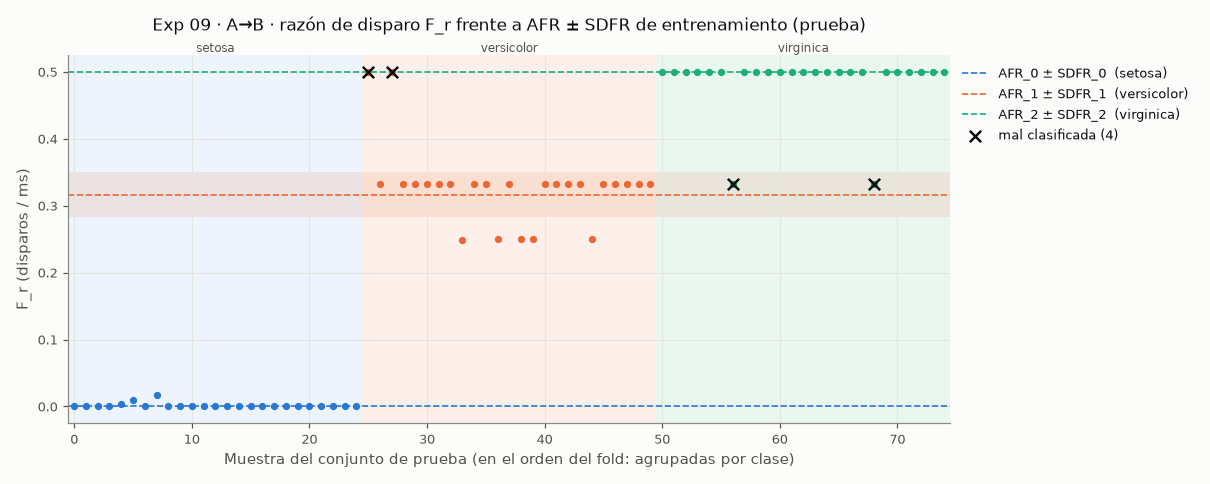 Exp 09 · A→B · razón de disparo F_r frente a AFR ± SDFR de entrenamiento (prueba)
setosa versicolor virginica
AFR_0 ± SDFR_0 (setosa)
AFR_1 ± SDFR_1 (versicolor)
AFR_2 ± SDFR_2 (virginica)
mal clasificada (4)
F_r (disparos / ms)
0.5
0.4
0.3
0.2
0.1
0.0
0 10 20 30 40 50 60 70
Muestra del conjunto de prueba (en el orden del fold: agrupadas por clase)